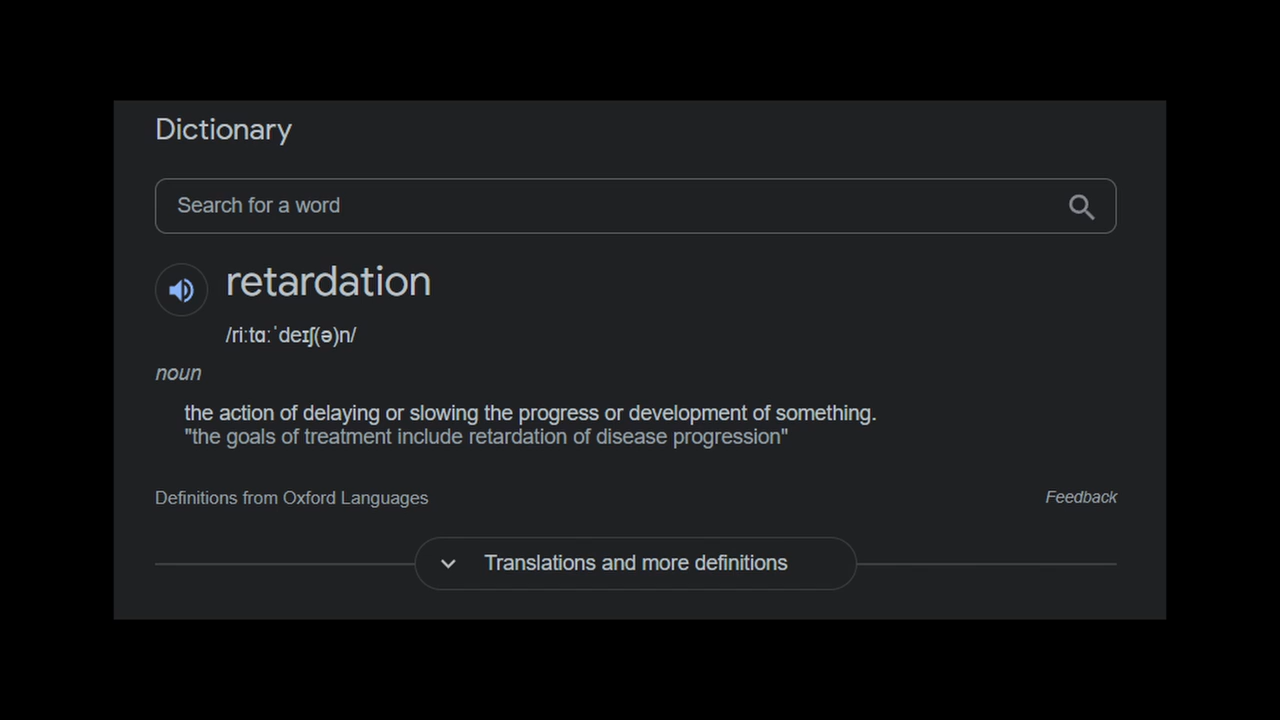 Dictionary
Search for a word
retardation
/riːtɑːˈdeɪʃ(ə)n/
noun
the action of delaying or slowing the progress or development of something.
"the goals of treatment include retardation of disease progression"
Definitions from Oxford Languages
Feedback
Translations and more definitions